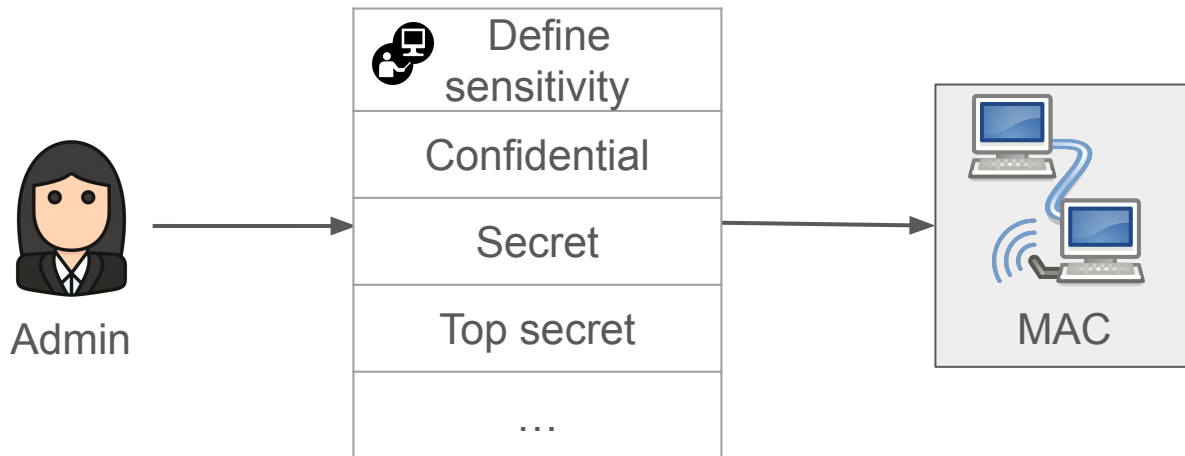 Define
sensitivity
Confidential
Secret
Top secret
...
Admin
MAC